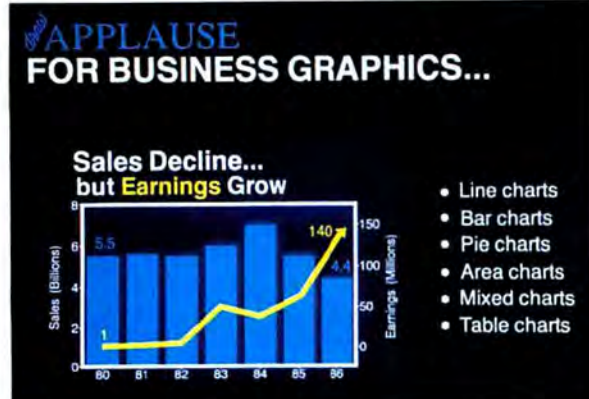 draw
APPLAUSE
FOR BUSINESS GRAPHICS...
Sales Decline...
but Earnings Grow
8
6
4
2
0
Sales (Billions)
5.5
1
140
4.4
150
100
50
0
Earnings (Millions)
80 81 82 83 84 85 86
• Line charts
• Bar charts
• Pie charts
• Area charts
• Mixed charts
• Table charts